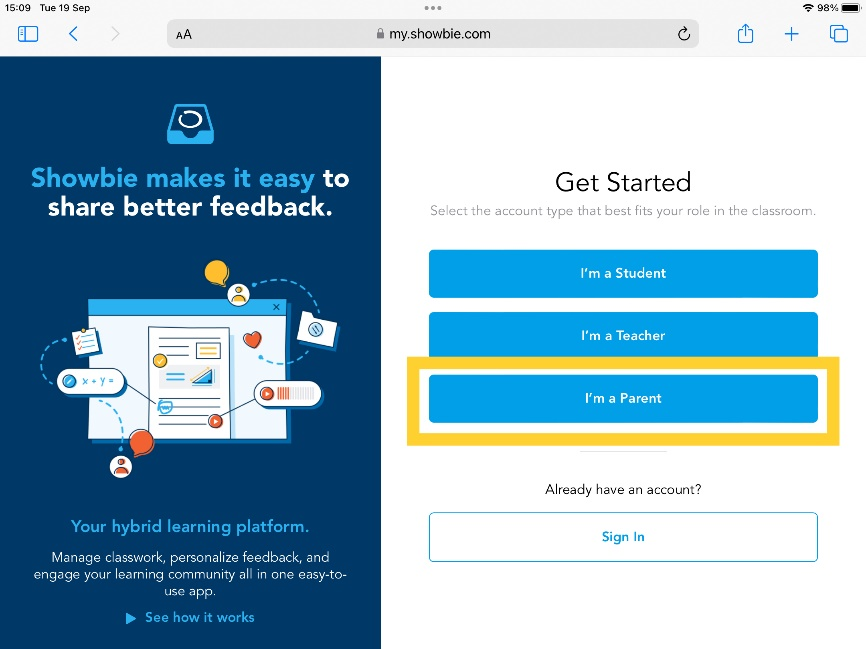 15:09 Tue 19 Sep
98%
AA
my.showbie.com
Showbie makes it easy to
share better feedback.
x + y =
Your hybrid learning platform.
Manage classwork, personalize feedback, and
engage your learning community all in one easy-to-
use app.
See how it works
Get Started
Select the account type that best fits your role in the classroom.
I'm a Student
I'm a Teacher
I'm a Parent
Already have an account?
Sign In